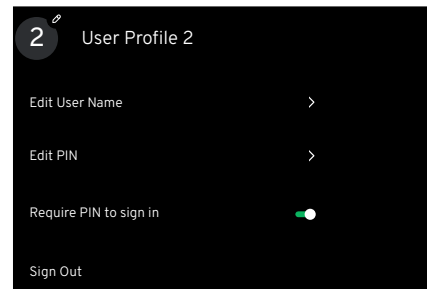 2 User Profile 2
Edit User Name
Edit PIN
Require PIN to sign in
Sign Out